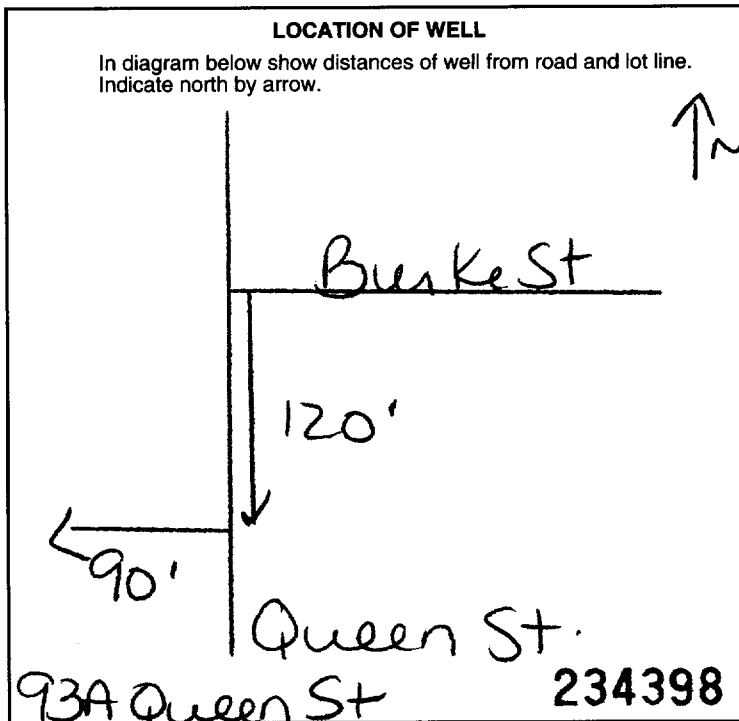 LOCATION OF WELL
In diagram below show distances of well from road and lot line.
Indicate north by arrow.
N
Burke St
120'
90'
Queen St.
93A Queen St
234398